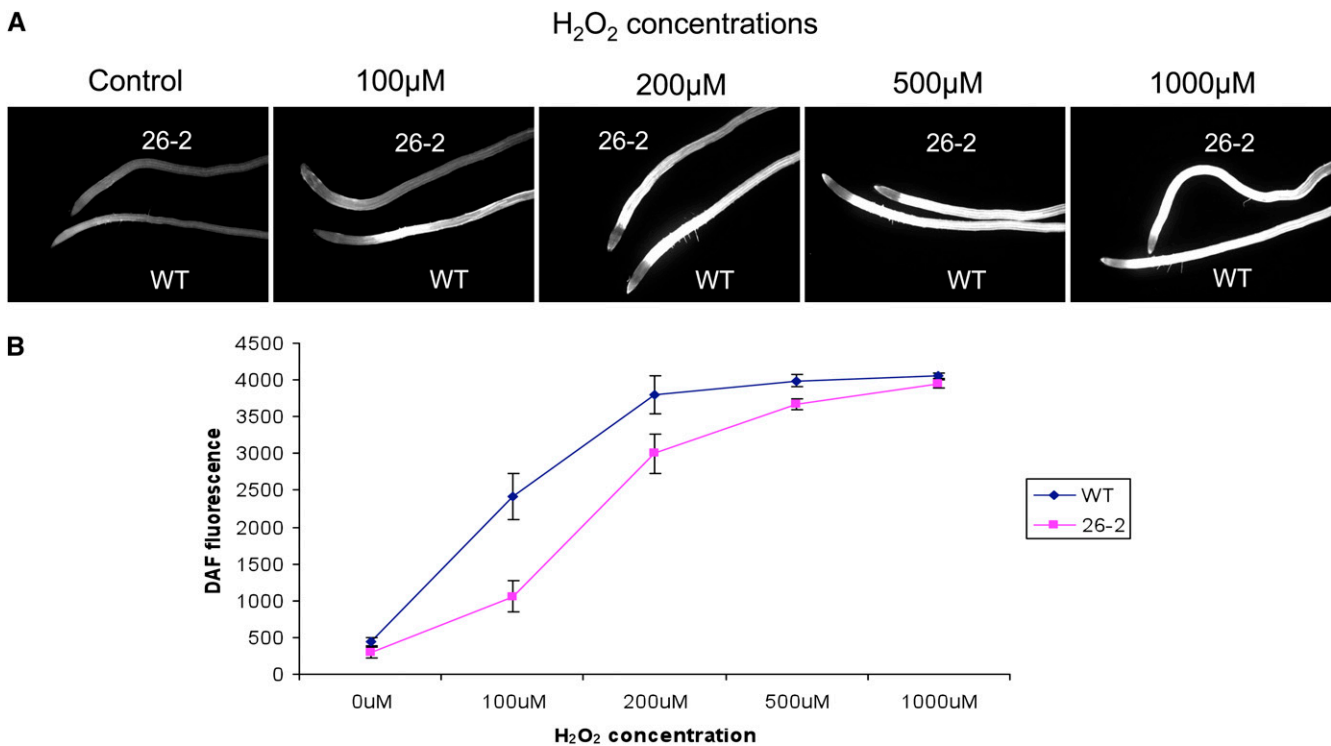 A
H₂O₂ concentrations
Control
100µM
200µM
500µM
1000µM
26-2
WT
26-2
WT
26-2
WT
26-2
WT
26-2
WT
B
4500
4000
3500
3000
2500
2000
1500
1000
500
0
DAF fluorescence
0uM
100uM
200uM
500uM
1000uM
H₂O₂ concentration
WT
26-2